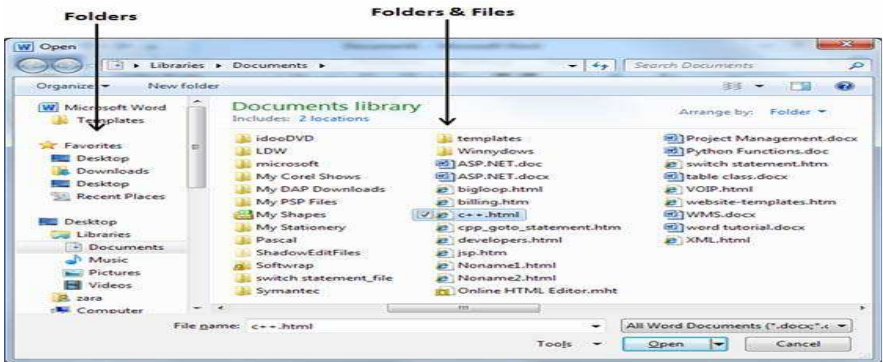 Folders
Folders & Files
Open
Libraries ▸ Documents ▸
Search Documents
Organize
New folder
Microsoft Word
Templates
Favorites
Desktop
Downloads
Desktop
Recent Places
Desktop
Libraries
Documents
Music
Pictures
Videos
zara
Computer
Documents library
Includes: 2 locations
Arrange by: Folder
idooDVD
LDW
microsoft
My Corel Shows
My DAP Downloads
My PSP Files
My Shapes
My Stationery
Pascal
ShadowEditFiles
Softwrap
switch statement_file
Symantec
templates
Winnydows
ASP.NET.doc
ASP.NET.docx
bigloop.html
billing.htm
c++.html
cpp_goto_statement.htm
developers.html
jsp.htm
Noname1.html
Noname2.html
Online HTML Editor.mht
Project Management.docx
Python Functions.doc
switch statement.htm
table class.docx
VOIP.html
website-templates.htm
WMS.docx
word tutorial.docx
XML.html
File name: c++.html
All Word Documents (*.docx;*.c
Tools
Open
Cancel